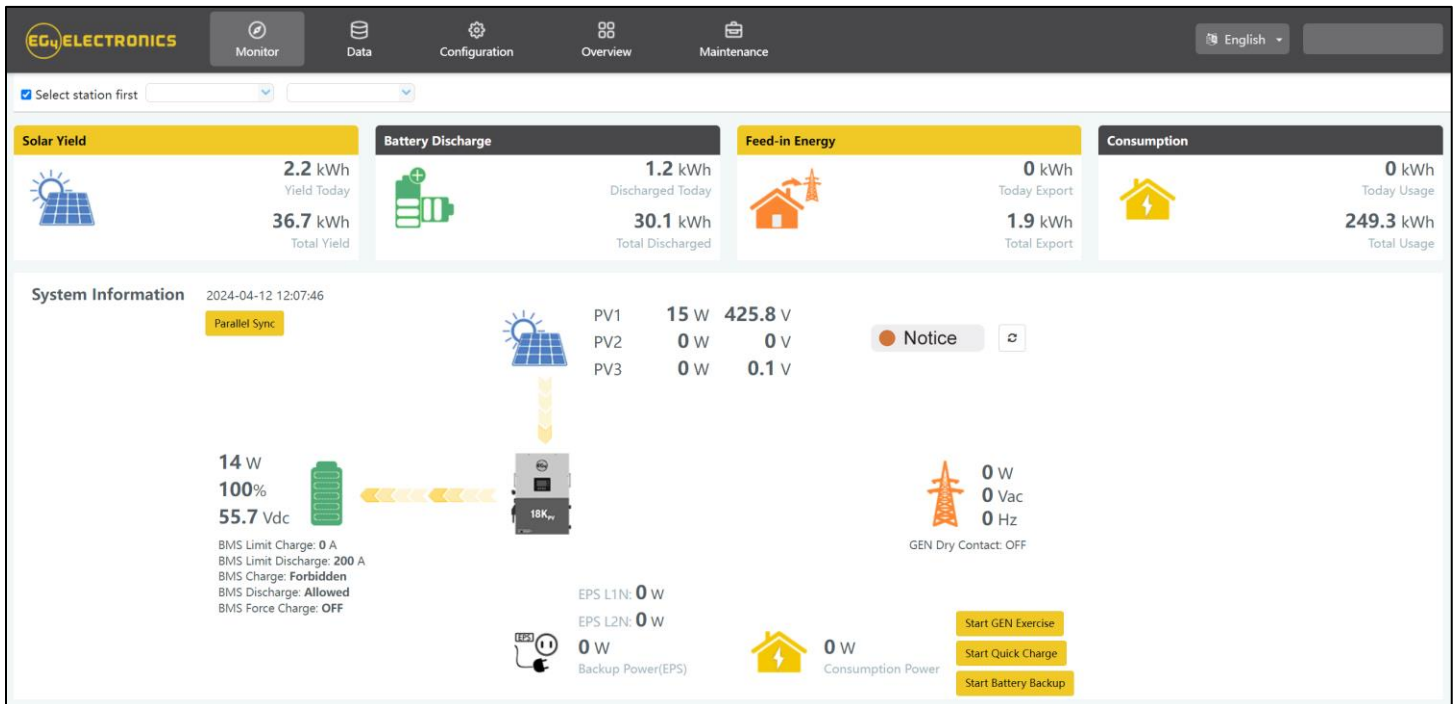 EG4 ELECTRONICS
Monitor
Data
Configuration
Overview
Maintenance
English
Select station first
Solar Yield
2.2 kWh
Yield Today
36.7 kWh
Total Yield
Battery Discharge
1.2 kWh
Discharged Today
30.1 kWh
Total Discharged
Feed-in Energy
0 kWh
Today Export
1.9 kWh
Total Export
Consumption
0 kWh
Today Usage
249.3 kWh
Total Usage
System Information 2024-04-12 12:07:46
Parallel Sync
PV1 15 W 425.8 V
PV2 0 W 0 V
PV3 0 W 0.1 V
Notice
14 W
100%
55.7 Vdc
BMS Limit Charge: 0 A
BMS Limit Discharge: 200 A
BMS Charge: Forbidden
BMS Discharge: Allowed
BMS Force Charge: OFF
EG4
18KPV
0 W
0 Vac
0 Hz
GEN Dry Contact: OFF
EPS L1N: 0 W
EPS L2N: 0 W
EPS
0 W
Backup Power(EPS)
0 W
Consumption Power
Start GEN Exercise
Start Quick Charge
Start Battery Backup